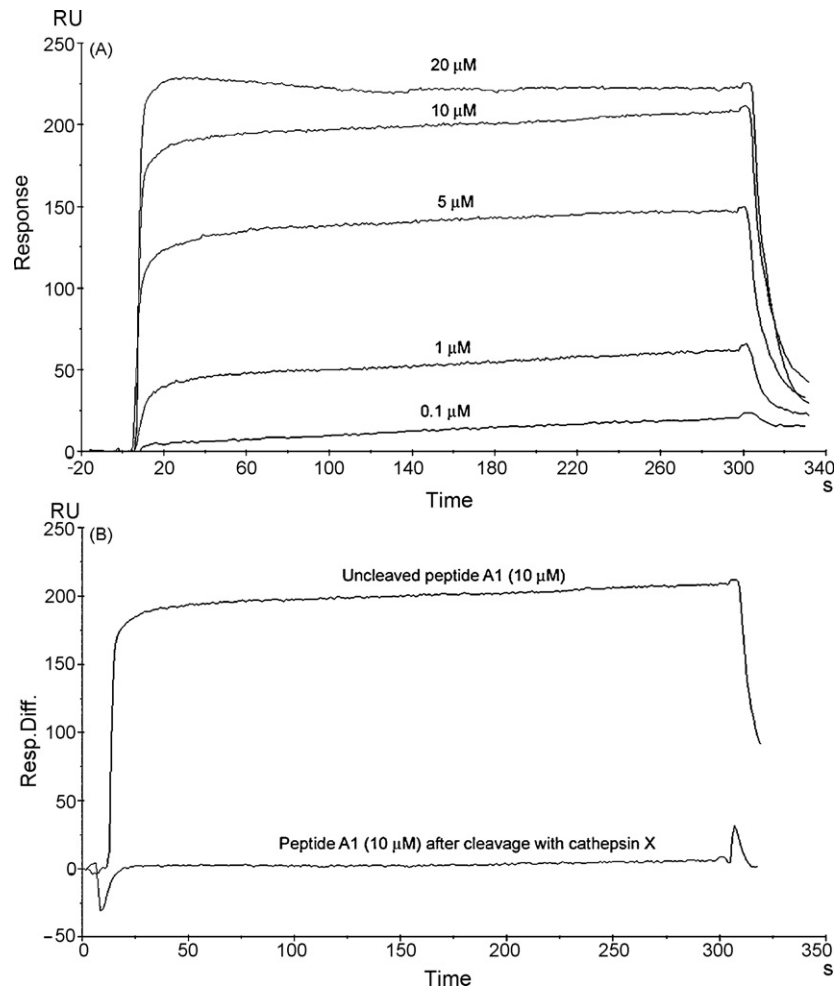 RU
250
(A)
20 μM
200
10 μM
150
5 μM
100
50
1 μM
0.1 μM
0
Response
-20 20 60 100 140 180 220 260 300 340
s
Time
RU
250
(B)
Uncleaved peptide A1 (10 μM)
200
150
100
50
Peptide A1 (10 μM) after cleavage with cathepsin X
0
−50
Resp.Diff.
0 50 100 150 200 250 300 350
s
Time